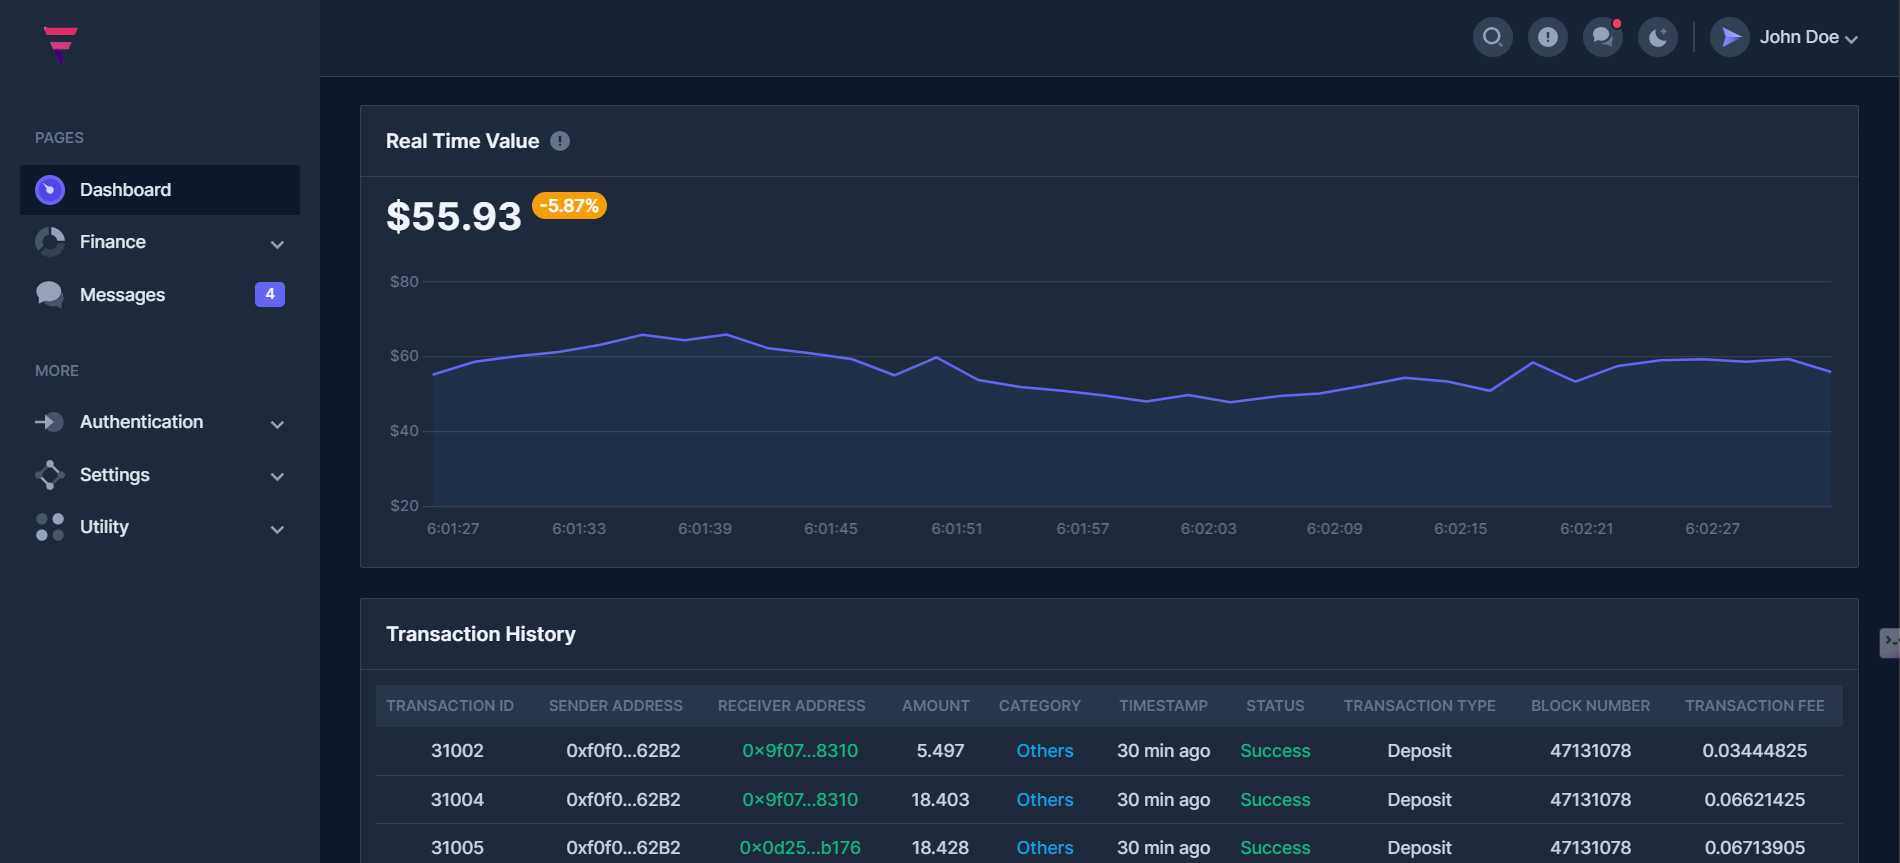 John Doe
PAGES
Dashboard
Finance
Messages 4
MORE
Authentication
Settings
Utility
Real Time Value
$55.93 -5.87%
$80
$60
$40
$20
6:01:27 6:01:33 6:01:39 6:01:45 6:01:51 6:01:57 6:02:03 6:02:09 6:02:15 6:02:21 6:02:27
Transaction History
TRANSACTION ID SENDER ADDRESS RECEIVER ADDRESS AMOUNT CATEGORY TIMESTAMP STATUS TRANSACTION TYPE BLOCK NUMBER TRANSACTION FEE
31002 0xf0f0...62B2 0x9f07...8310 5.497 Others 30 min ago Success Deposit 47131078 0.03444825
31004 0xf0f0...62B2 0x9f07...8310 18.403 Others 30 min ago Success Deposit 47131078 0.06621425
31005 0xf0f0...62B2 0x0d25...b176 18.428 Others 30 min ago Success Deposit 47131078 0.06713905